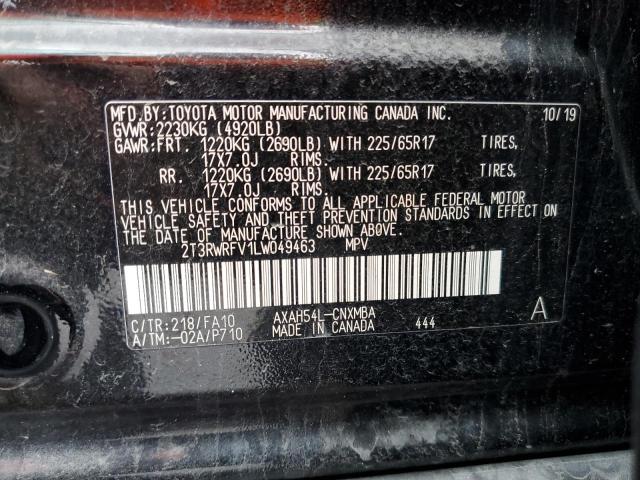 MFD.BY:TOYOTA MOTOR MANUFACTURING CANADA INC. 10/19
GVWR:2230KG (4920LB)
GAWR:FRT. 1220KG (2690LB) WITH 225/65R17 TIRES,
17X7.0J RIMS.
RR. 1220KG (2690LB) WITH 225/65R17 TIRES,
17X7.0J RIMS.
THIS VEHICLE CONFORMS TO ALL APPLICABLE FEDERAL MOTOR
VEHICLE SAFETY AND THEFT PREVENTION STANDARDS IN EFFECT ON
THE DATE OF MANUFACTURE SHOWN ABOVE.
2T3RWRFV1LW049463 MPV
C/TR:218/FA10 AXAH54L-CNXMBA A
A/TM:-02A/P710 MADE IN CANADA 444